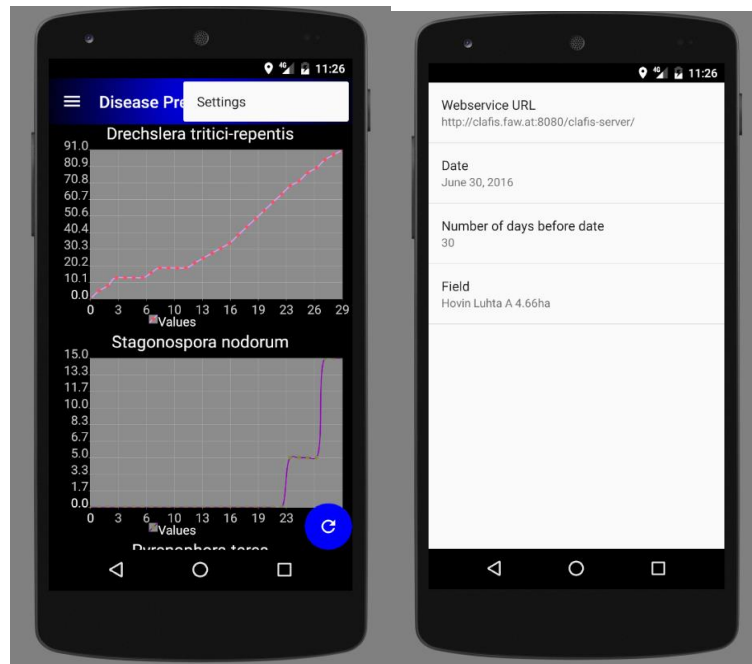 4G 11:26
Disease Pre
Settings
Drechslera tritici-repentis
91.0
80.9
70.8
60.7
50.6
40.4
30.3
20.2
10.1
0.0
0 3 6 10 13 16 19 23 26 29
Values
Stagonospora nodorum
15.0
13.3
11.7
10.0
8.3
6.7
5.0
3.3
1.7
0.0
0 3 6 10 13 16 19 23
Values
Pyrenophora teres
4G 11:26
Webservice URL
http://clafis.faw.at:8080/clafis-server/
Date
June 30, 2016
Number of days before date
30
Field
Hovin Luhta A 4.66ha